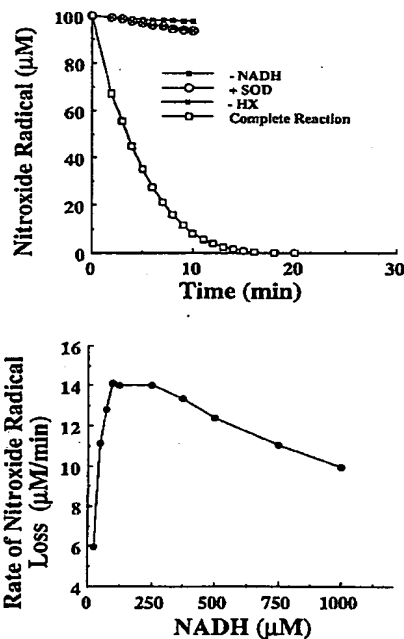 Nitroxide Radical (μM)
100
80
60
40
20
0
- NADH
+ SOD
- HX
Complete Reaction
0
10
20
30
Time (min)
Rate of Nitroxide Radical
Loss (μM/min)
16
14
12
10
8
6
4
0
250
500
750
1000
NADH (μM)